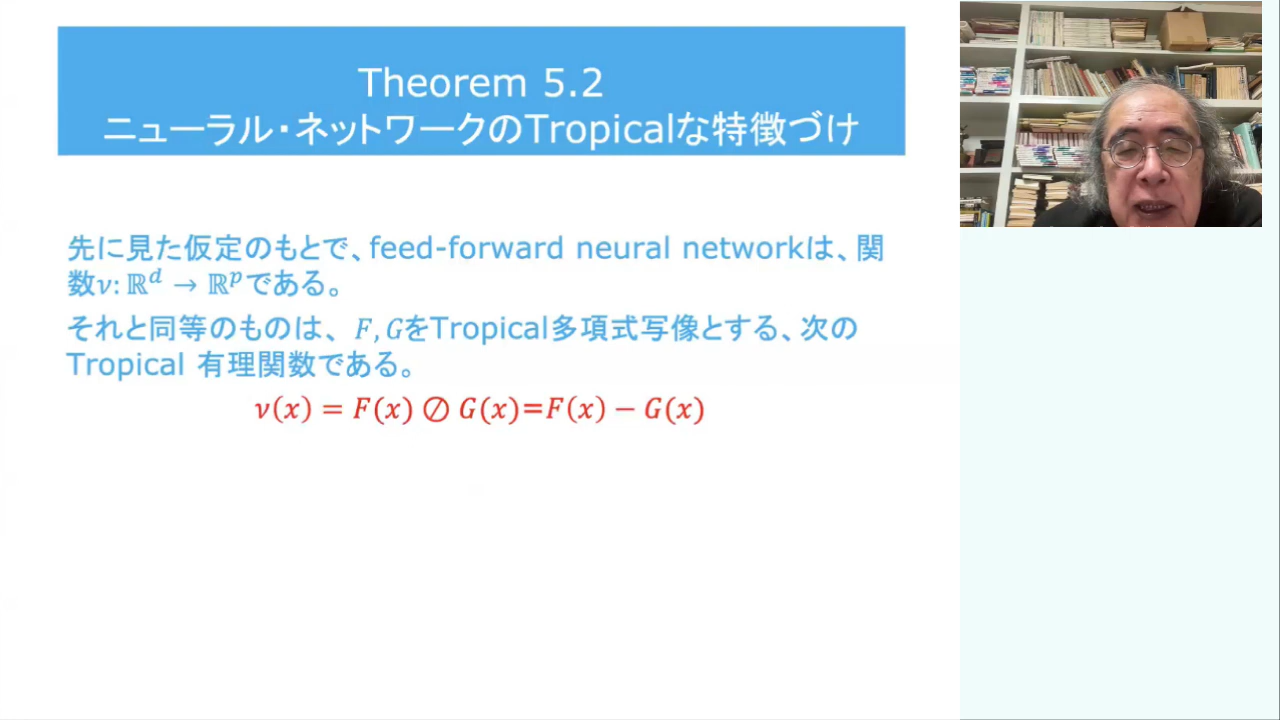 Theorem 5.2
ニューラル・ネットワークのTropicalな特徴づけ
先に見た仮定のもとで、feed-forward neural networkは、関
数ν: ℝᵈ → ℝᵖである。
それと同等のものは、 F, GをTropical多項式写像とする、次の
Tropical 有理関数である。
ν(x) = F(x) ⊘ G(x)=F(x) − G(x)